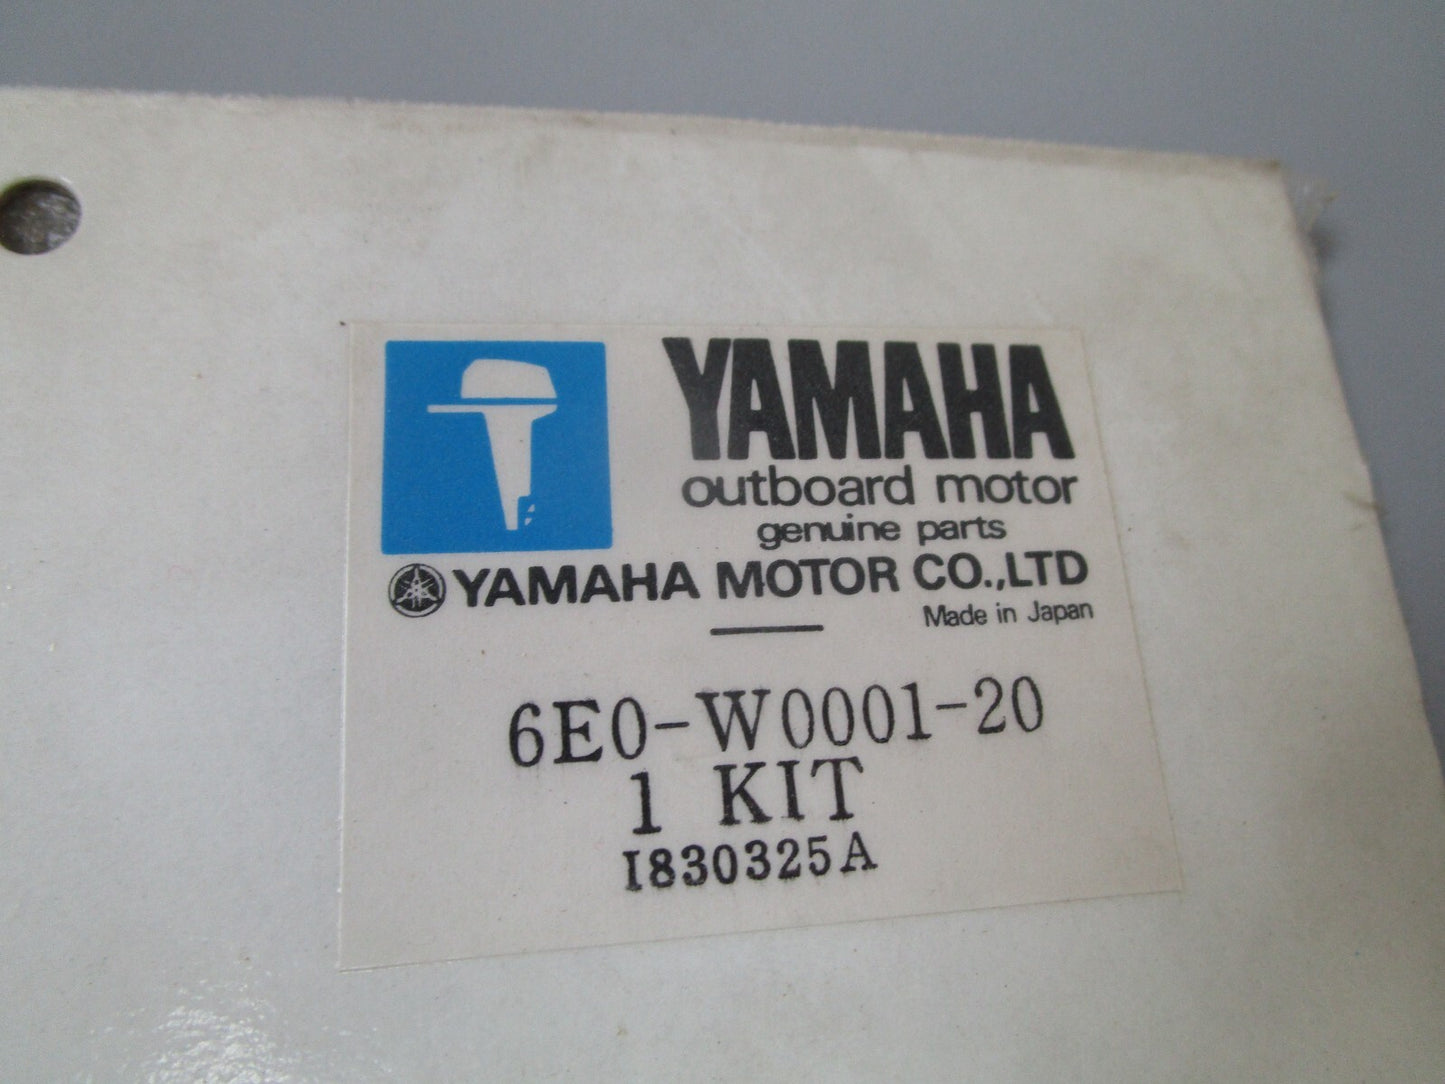 YAMAHA
outboard motor
genuine parts
YAMAHA MOTOR CO.,LTD
Made in Japan
6E0-W0001-20
1 KIT
I830325A